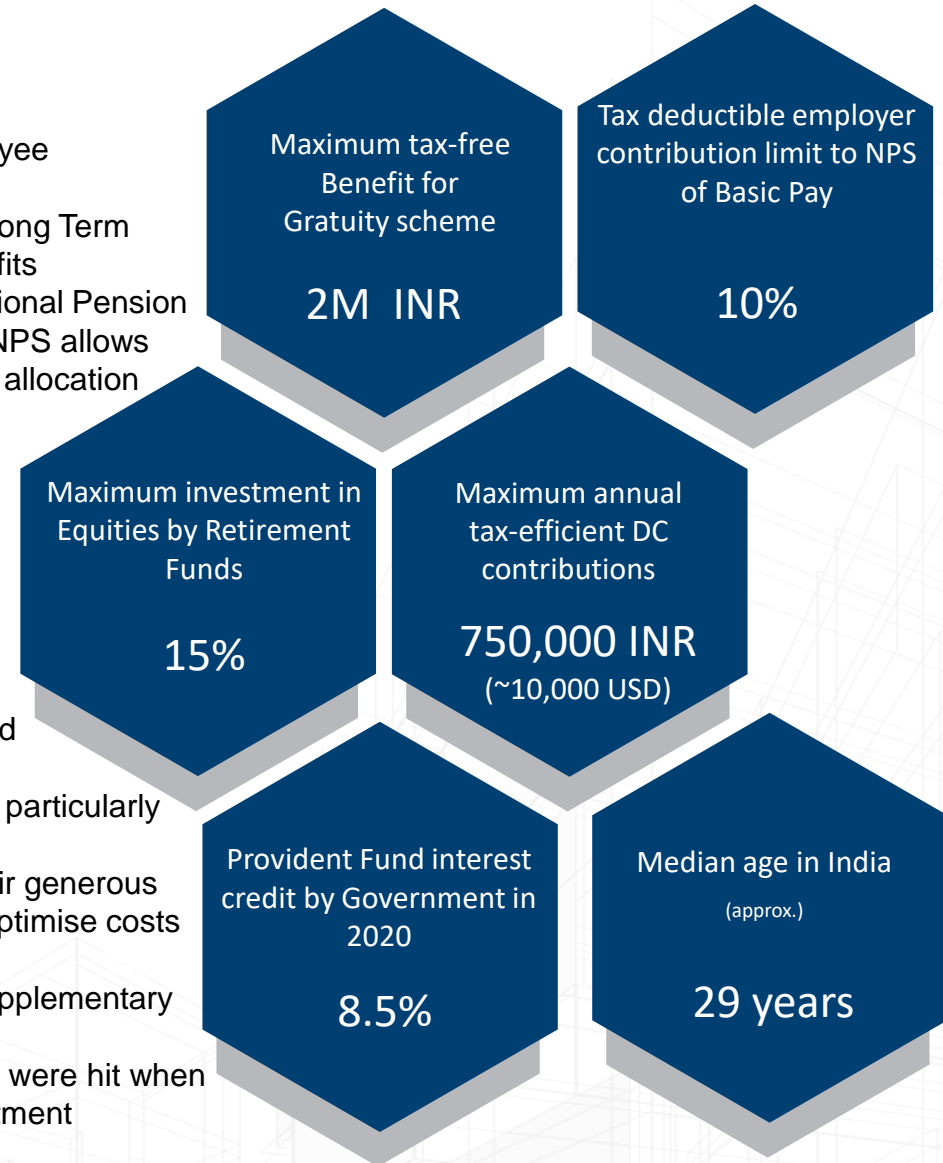 yee
ong Term
fits
ional Pension
NPS allows
allocation
d
particularly
ir generous
ptimise costs
pplementary
were hit when
tment
Maximum tax-free
Benefit for
Gratuity scheme
2M INR
Tax deductible employer
contribution limit to NPS
of Basic Pay
10%
Maximum investment in
Equities by Retirement
Funds
15%
Maximum annual
tax-efficient DC
contributions
750,000 INR
(~10,000 USD)
Provident Fund interest
credit by Government in
2020
8.5%
Median age in India
(approx.)
29 years